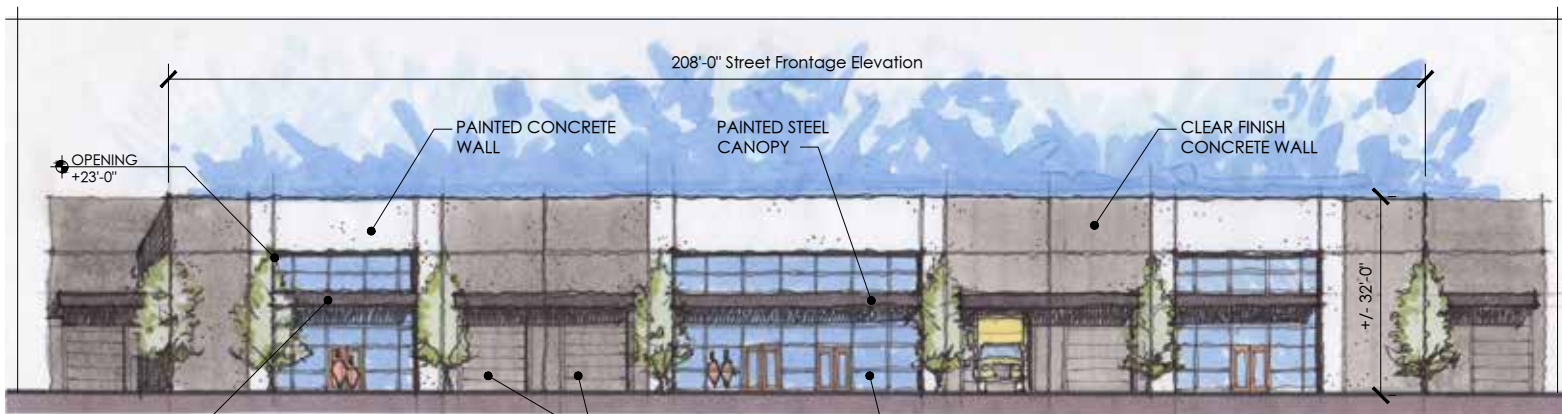 208'-0" Street Frontage Elevation
PAINTED CONCRETE
WALL
PAINTED STEEL
CANOPY
CLEAR FINISH
CONCRETE WALL
OPENING
+23'-0"
+/- 32'-0"